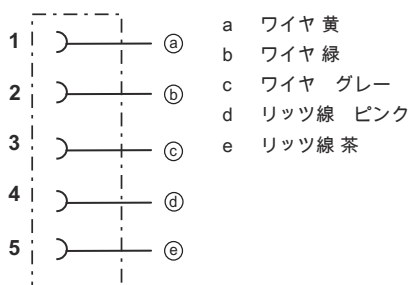 1 ⓐ
2 ⓑ
3 ⓒ
4 ⓓ
5 ⓔ
a ワイヤ 黄
b ワイヤ 緑
c ワイヤ　グレー
d リッツ線　ピンク
e リッツ線 茶